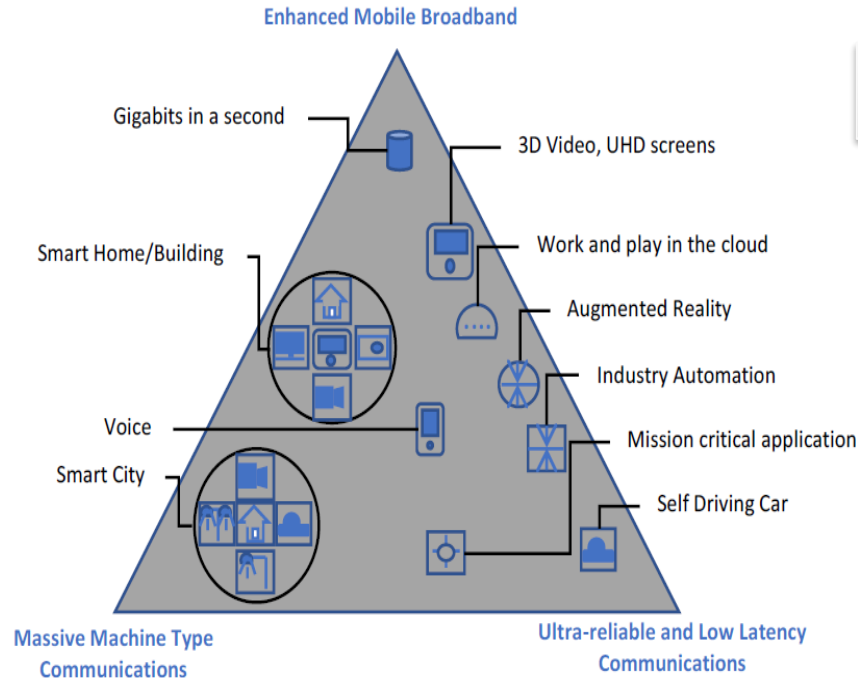 Enhanced Mobile Broadband
Gigabits in a second
3D Video, UHD screens
Smart Home/Building
Work and play in the cloud
Augmented Reality
Industry Automation
Voice
Mission critical application
Smart City
Self Driving Car
Massive Machine Type
Communications
Ultra-reliable and Low Latency
Communications